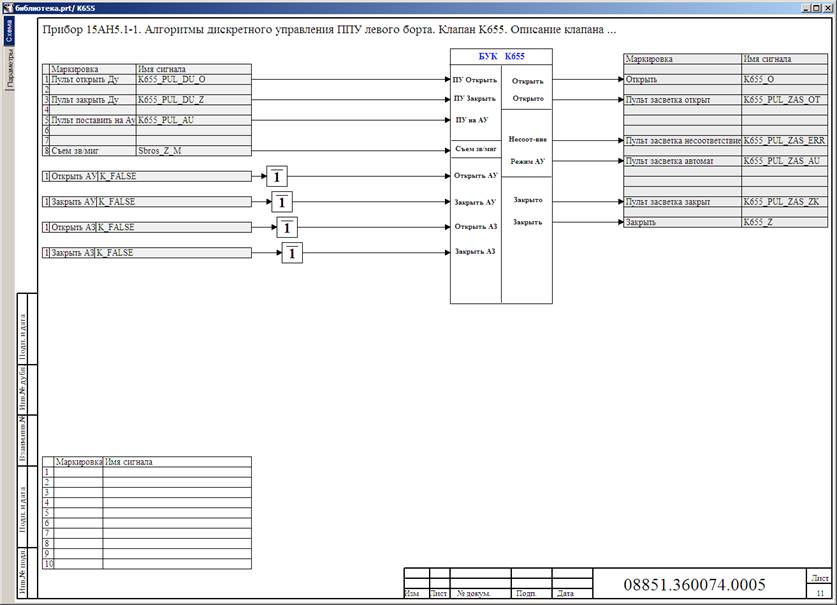 библиотека.prt/ K655
Схема
Параметры
Прибор 15АН5.1-1. Алгоритмы дискретного управления ППУ левого борта. Клапан К655. Описание клапана ...
Маркировка Имя сигнала
1 Пульт открыть Ду K655_PUL_DU_O
2
3 Пульт закрыть Ду K655_PUL_DU_Z
4
5 Пульт поставить на Ау K655_PUL_AU
6
7
8 Съем зв/миг Sbros_Z_M
1 Открыть АУ K_FALSE 1
1 Закрыть АУ K_FALSE 1
1 Открыть АЗ K_FALSE 1
1 Закрыть АЗ K_FALSE 1
БУК K655
ПУ Открыть Открыть
ПУ Закрыть Открыто
ПУ на АУ
Несоот-вие
Съем зв/миг
Режим АУ
Открыть АУ
Закрыть АУ Закрыто
Открыть АЗ Закрыть
Закрыть АЗ
Маркировка Имя сигнала
Открыть K655_O
Пульт засветка открыт K655_PUL_ZAS_OT
Пульт засветка несоответствие K655_PUL_ZAS_ERR
Пульт засветка автомат K655_PUL_ZAS_AU
Пульт засветка закрыт K655_PUL_ZAS_ZK
Закрыть K655_Z
Подп. и дата
Инв.№ дубл.
Взаим.инв.№
Подп. и дата
Инв.№ подл.
Маркировка Имя сигнала
1
2
3
4
5
6
7
8
9
10
Изм Лист № докум. Подп. Дата
08851.360074.0005
Лист
11